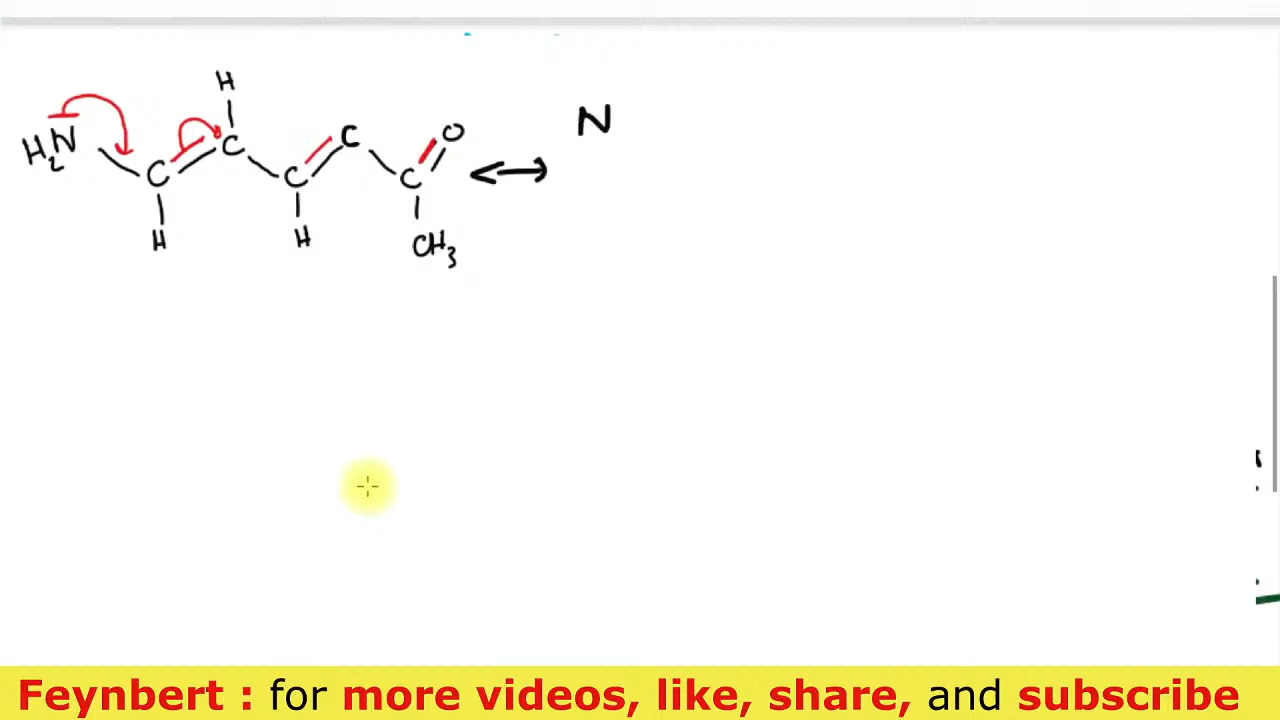 H
H₂N C C C C C O N
H H CH₃
Feynbert : for more videos, like, share, and subscribe